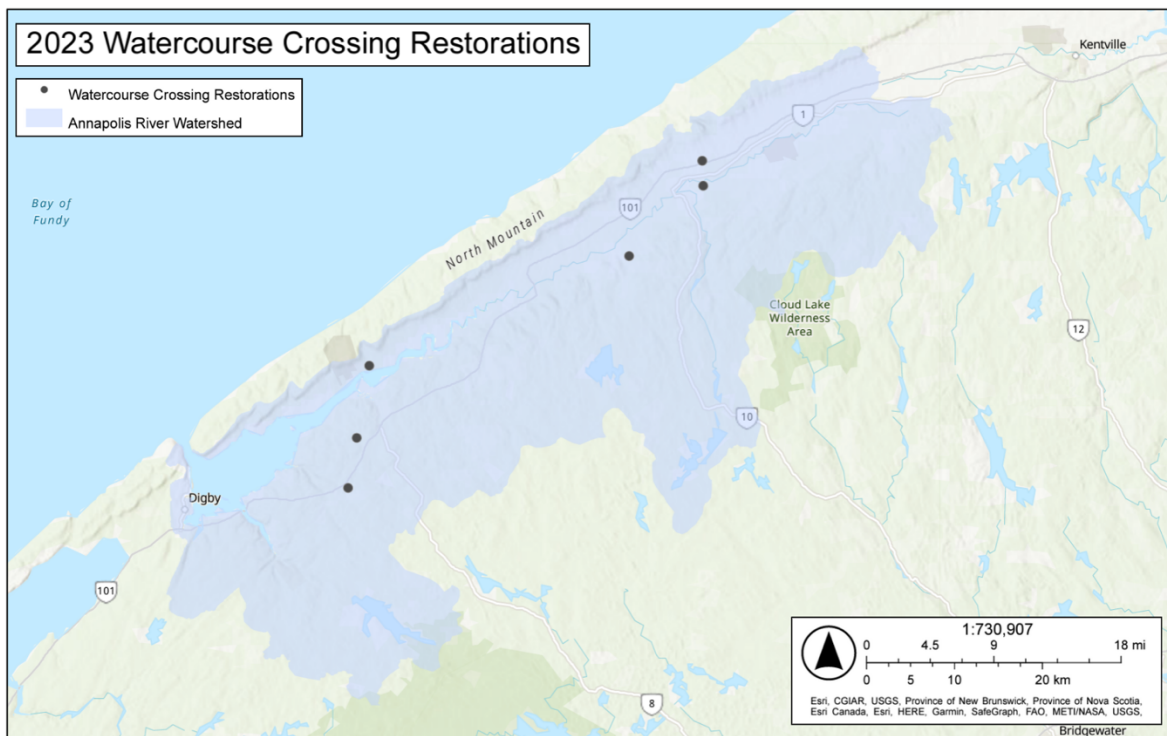 2023 Watercourse Crossing Restorations
Watercourse Crossing Restorations
Annapolis River Watershed
Kentville
1
Bay of
Fundy
101
North Mountain
Cloud Lake
Wilderness
Area
12
10
Digby
101
8
1:730,907
0 4.5 9 18 mi
0 5 10 20 km
Esri, CGIAR, USGS, Province of New Brunswick, Province of Nova Scotia,
Esri Canada, Esri, HERE, Garmin, SafeGraph, FAO, METI/NASA, USGS,
Bridgewater